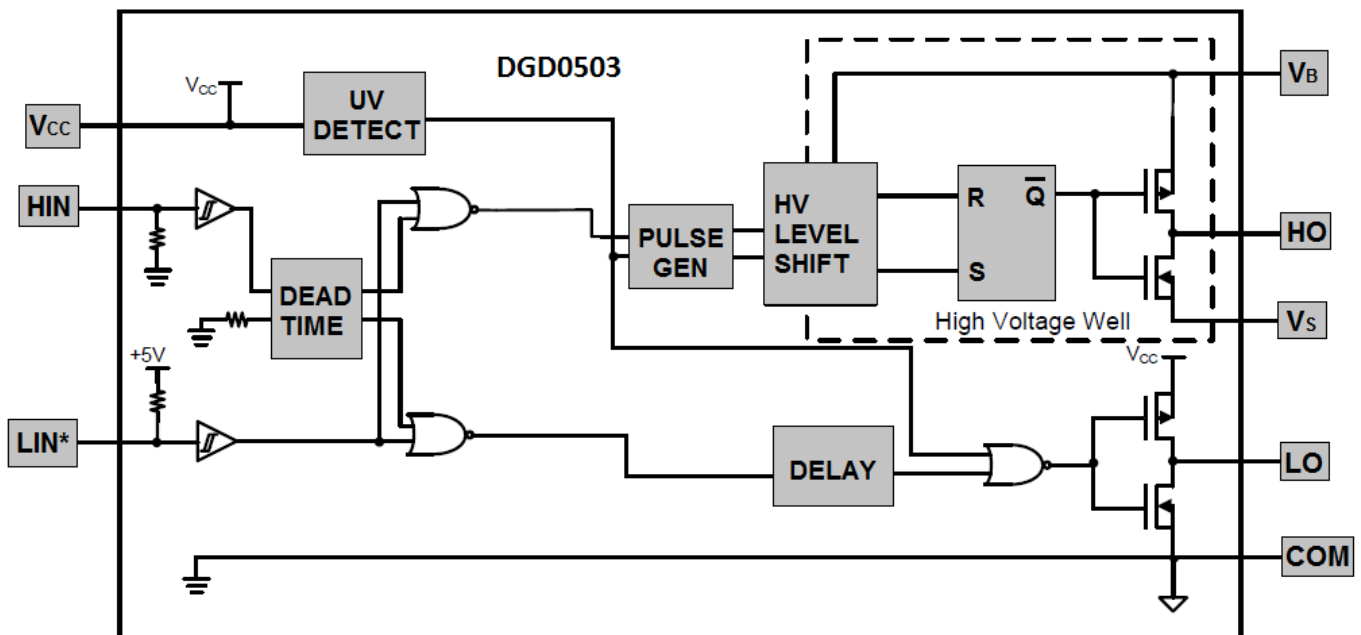 DGD0503
VCC
VCC
UV
DETECT
VB
HIN
HV
LEVEL
SHIFT
R
Q
S
PULSE
GEN
HO
DEAD
TIME
VS
High Voltage Well
+5V
VCC
LIN*
DELAY
LO
COM